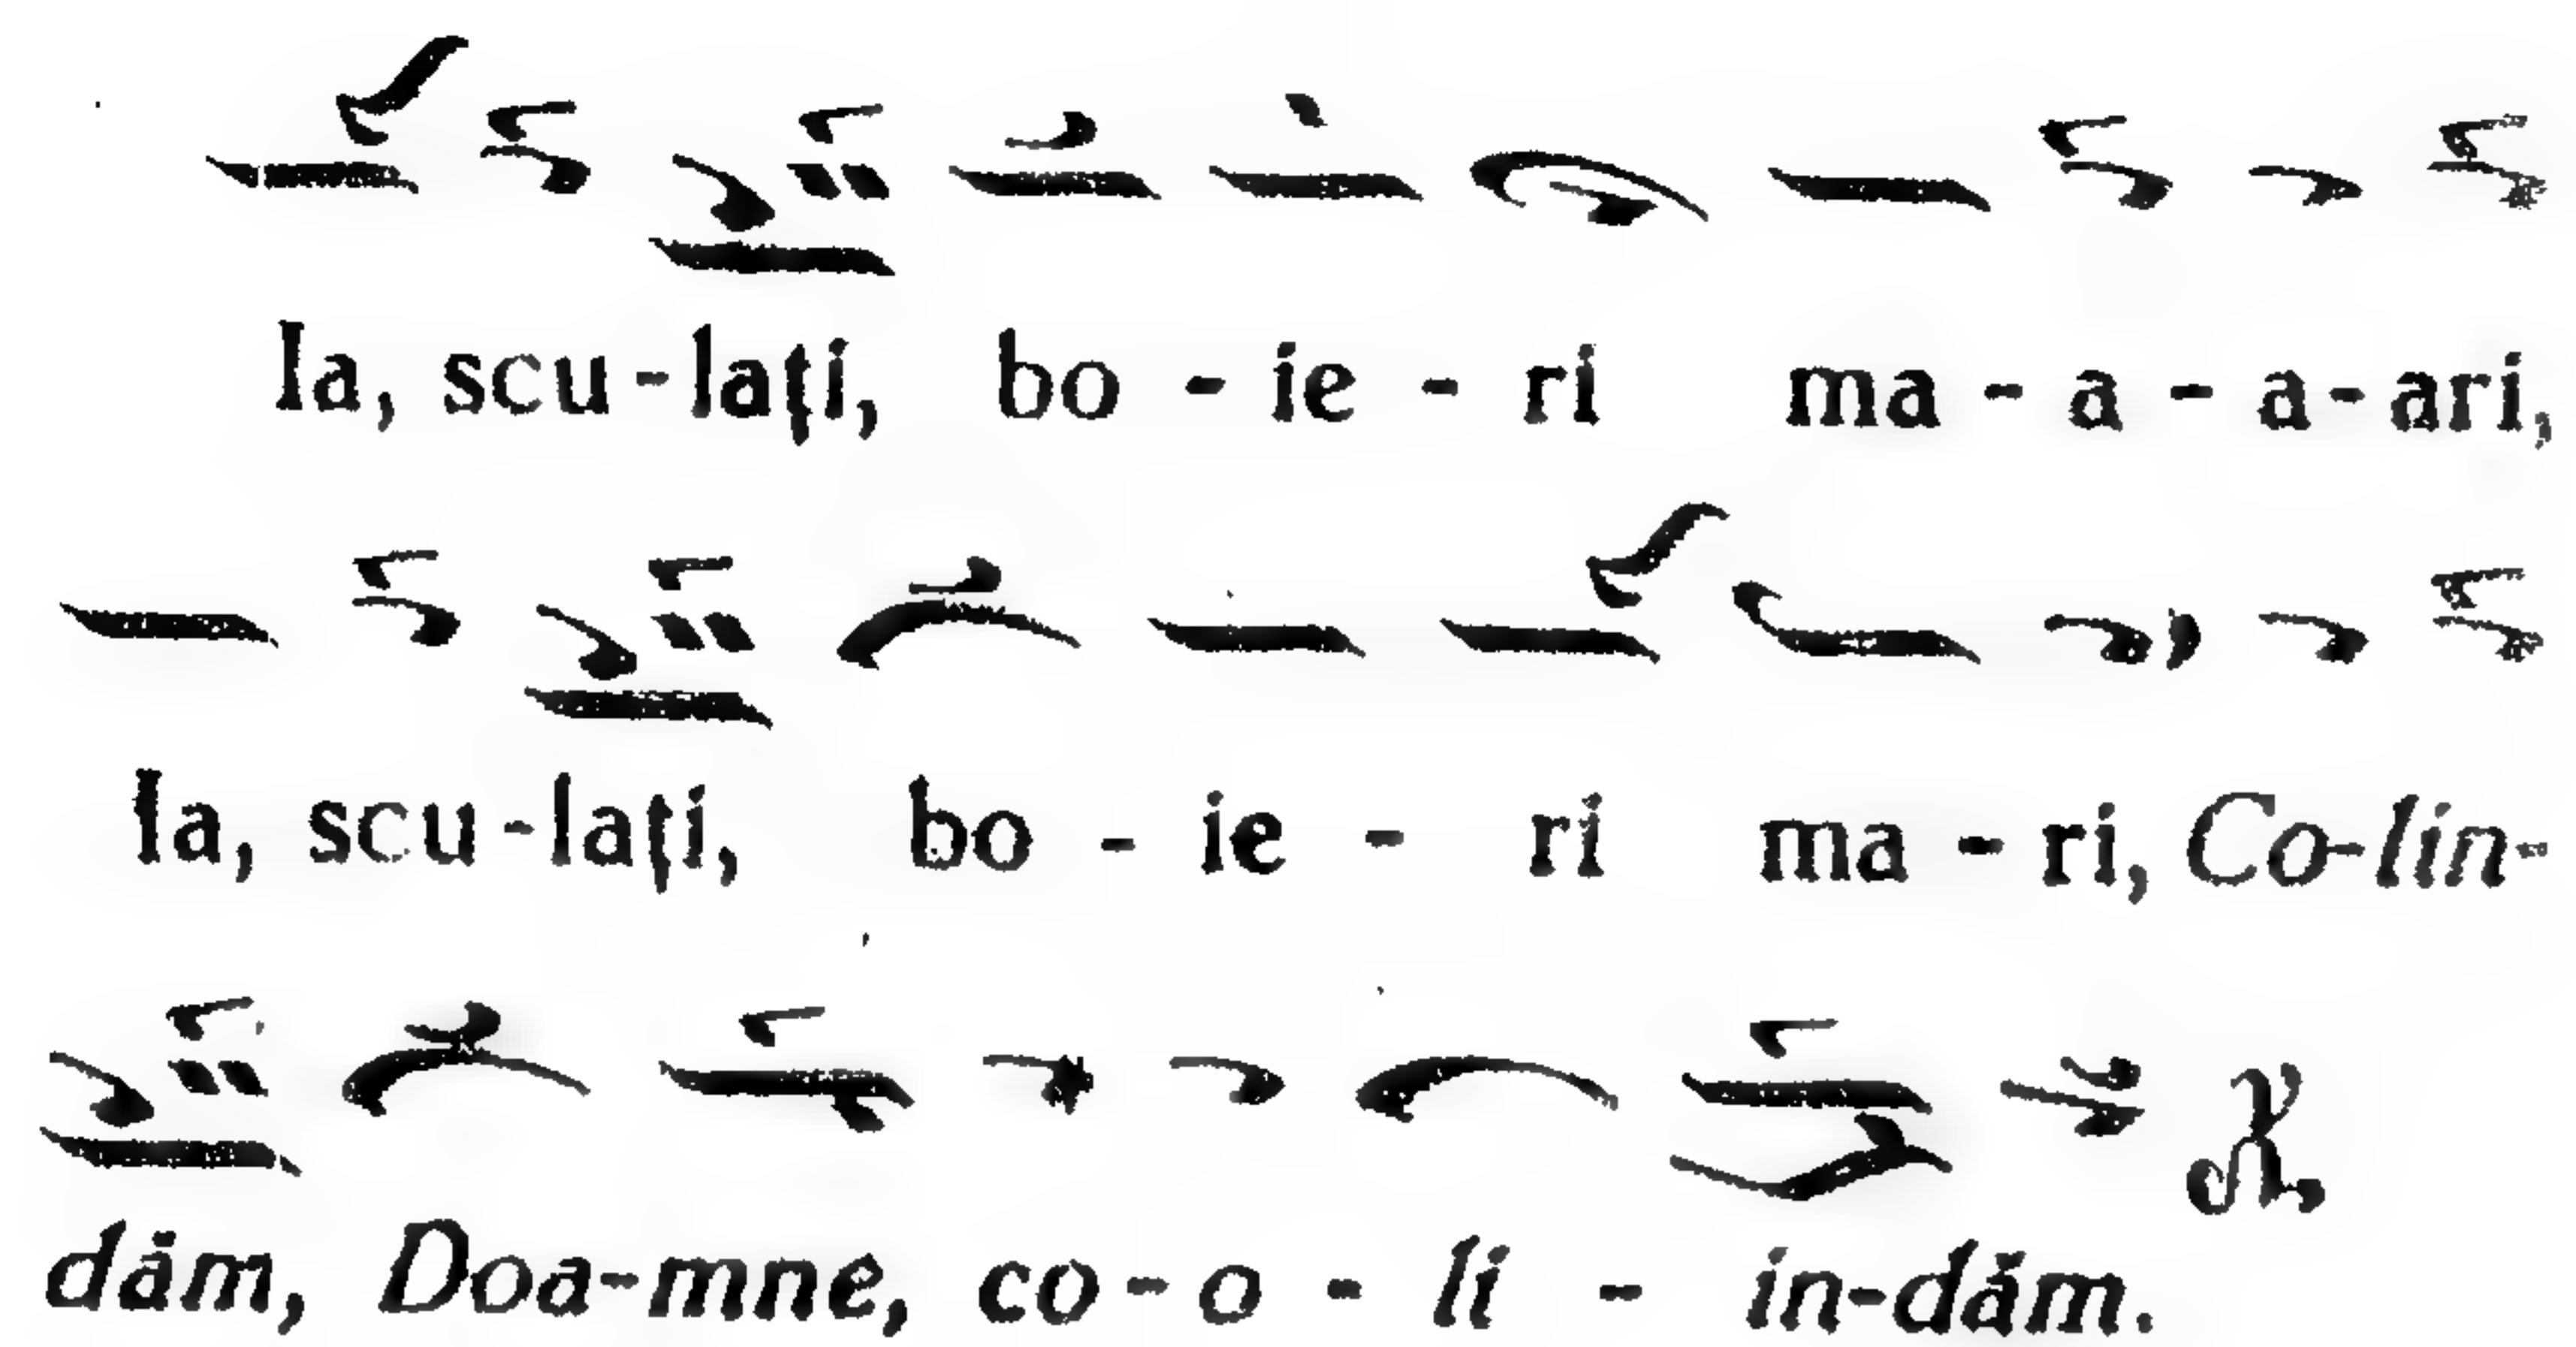 Ia, scu-lați, bo - ie - ri ma - a - a-ari,
Ia, scu-lați, bo - ie - ri ma - ri, Co-lin-
dăm, Doa-mne, co-o - li - in-dăm.